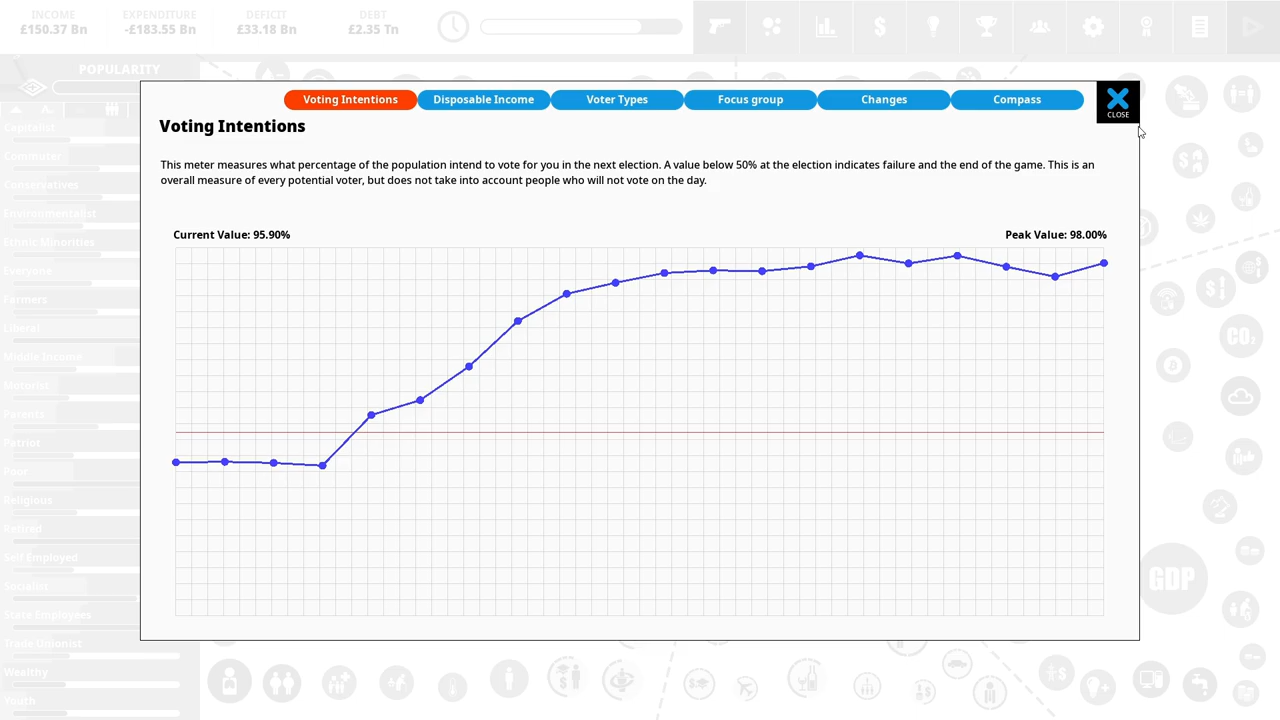 INCOME
£150.37 Bn
EXPENDITURE
-£183.55 Bn
DEFICIT
£33.18 Bn
DEBT
£2.35 Tn
POPULARITY
Voting Intentions
Disposable Income
Voter Types
Focus group
Changes
Compass
CLOSE
Voting Intentions
This meter measures what percentage of the population intend to vote for you in the next election. A value below 50% at the election indicates failure and the end of the game. This is an
overall measure of every potential voter, but does not take into account people who will not vote on the day.
Current Value: 95.90%
Peak Value: 98.00%
Capitalist
Commuter
Conservatives
Environmentalist
Ethnic Minorities
Everyone
Farmers
Liberal
Middle Income
Motorist
Parents
Patriot
Poor
Religious
Retired
Self Employed
Socialist
State Employees
Trade Unionist
Wealthy
Youth
CO₂
GDP